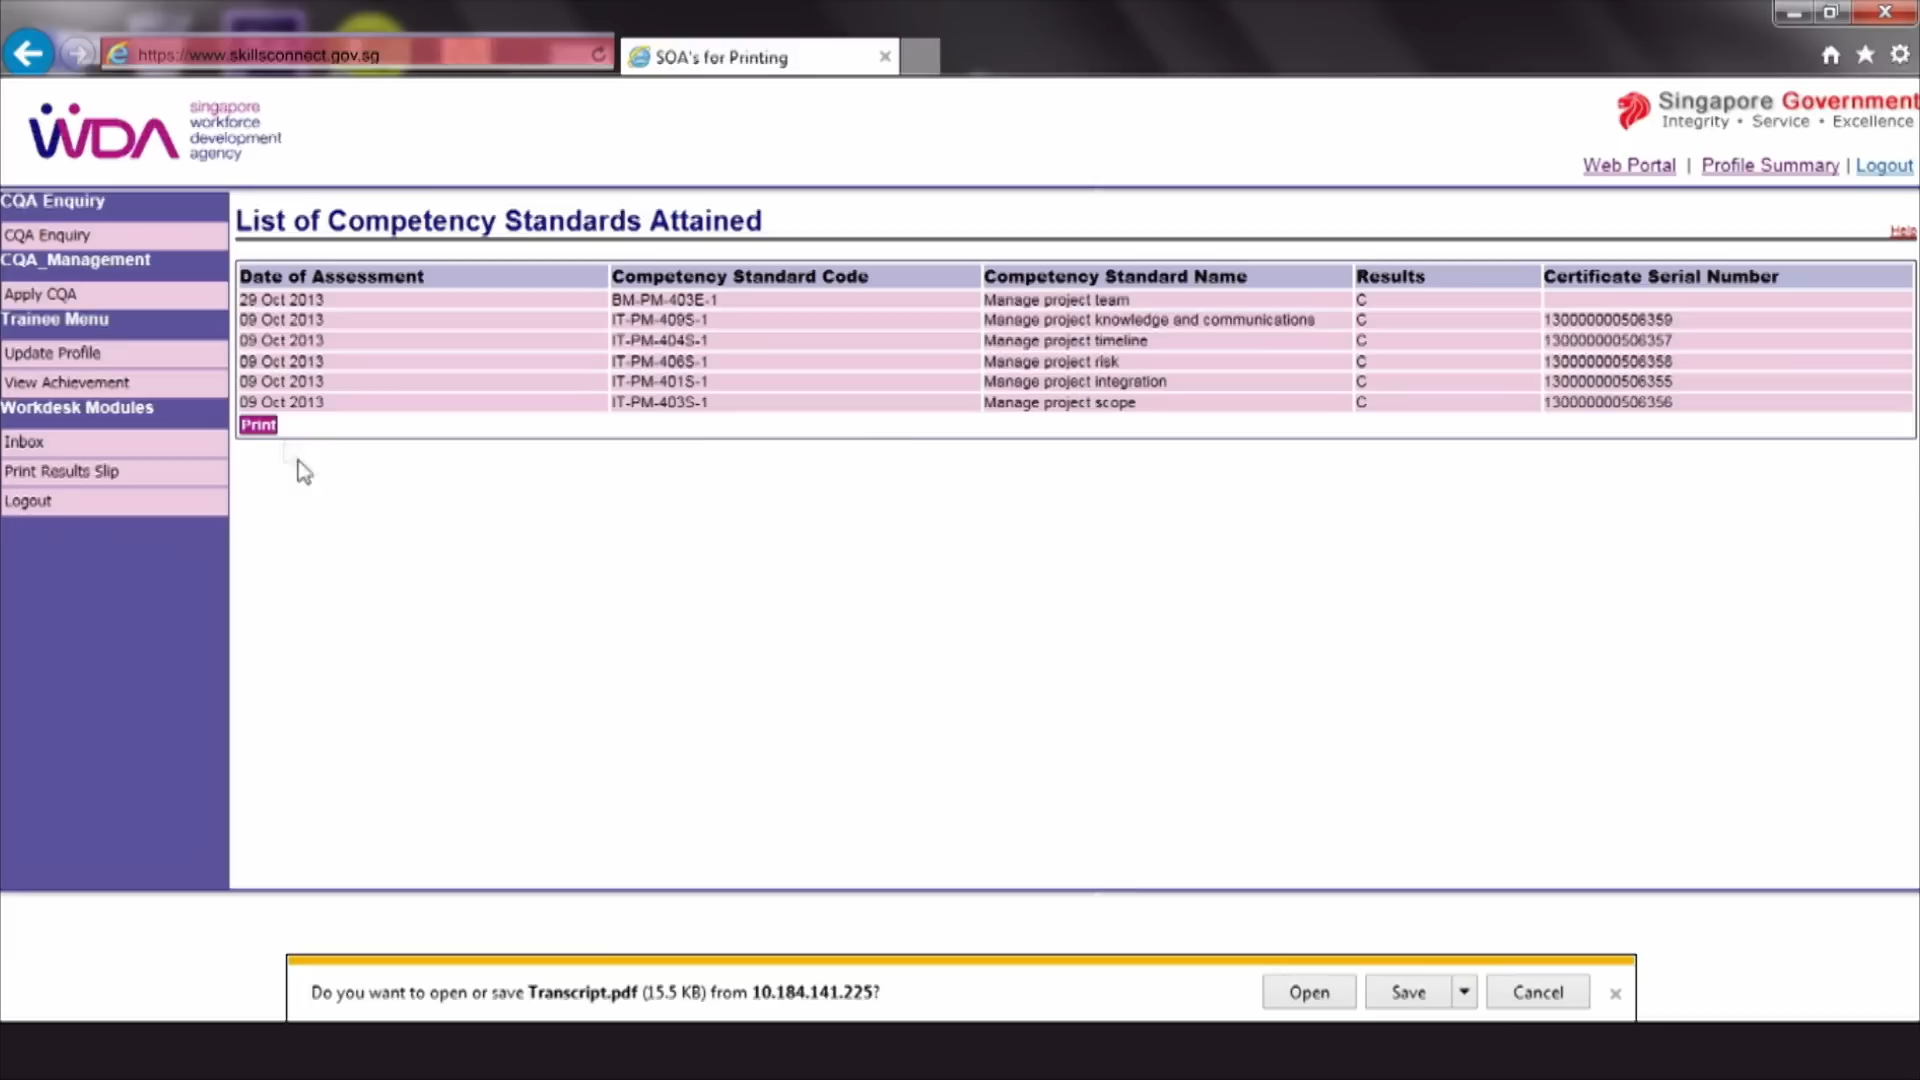 https://www.skillsconnect.gov.sg
SOA's for Printing
WDA
singapore
workforce
development
agency
Singapore Government
Integrity • Service • Excellence
Web Portal | Profile Summary | Logout
CQA Enquiry
CQA Enquiry
CQA_Management
Apply CQA
Trainee Menu
Update Profile
View Achievement
Workdesk Modules
Inbox
Print Results Slip
Logout
List of Competency Standards Attained
Help
Date of Assessment Competency Standard Code Competency Standard Name Results Certificate Serial Number
29 Oct 2013 BM-PM-403E-1 Manage project team C
09 Oct 2013 IT-PM-409S-1 Manage project knowledge and communications C 130000000506359
09 Oct 2013 IT-PM-404S-1 Manage project timeline C 130000000506357
09 Oct 2013 IT-PM-406S-1 Manage project risk C 130000000506358
09 Oct 2013 IT-PM-401S-1 Manage project integration C 130000000506355
09 Oct 2013 IT-PM-403S-1 Manage project scope C 130000000506356
Print
Do you want to open or save Transcript.pdf (15.5 KB) from 10.184.141.225?
Open
Save
Cancel